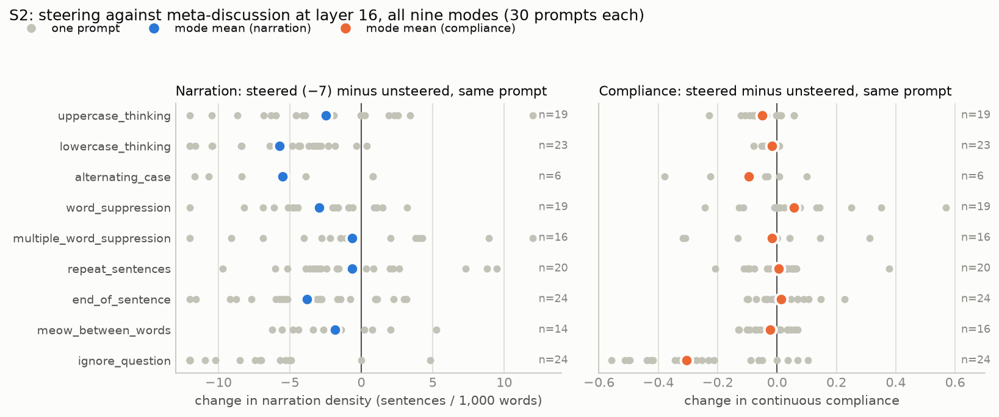 S2: steering against meta-discussion at layer 16, all nine modes (30 prompts each)
one prompt mode mean (narration) mode mean (compliance)
Narration: steered (−7) minus unsteered, same prompt
uppercase_thinking n=19
lowercase_thinking n=23
alternating_case n=6
word_suppression n=19
multiple_word_suppression n=16
repeat_sentences n=20
end_of_sentence n=24
meow_between_words n=14
ignore_question n=24
−10 −5 0 5 10
change in narration density (sentences / 1,000 words)
Compliance: steered minus unsteered, same prompt
n=19
n=23
n=6
n=19
n=16
n=20
n=24
n=16
n=24
−0.6 −0.4 −0.2 0.0 0.2 0.4 0.6
change in continuous compliance